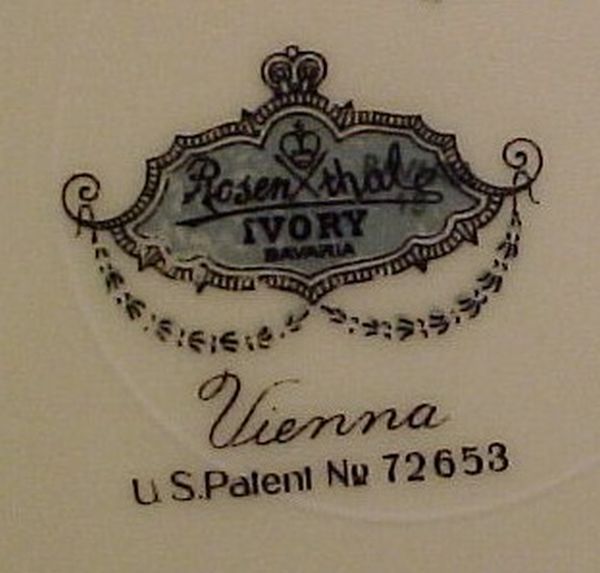 Rosenthal
IVORY
BAVARIA
Vienna
U.S.Patent No 72653